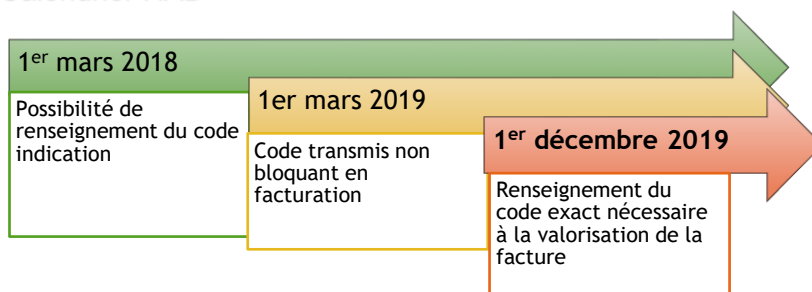 1er mars 2018
Possibilité de
renseignement du code
indication
1er mars 2019
Code transmis non
bloquant en
facturation
1er décembre 2019
Renseignement du
code exact nécessaire
à la valorisation de la
facture